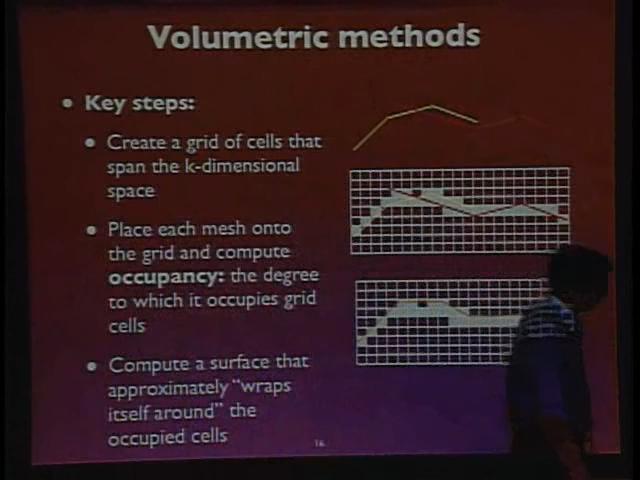 Volumetric methods
• Key steps:
• Create a grid of cells that
span the k-dimensional
space
• Place each mesh onto
the grid and compute
occupancy: the degree
to which it occupies grid
cells
• Compute a surface that
approximately "wraps
itself around" the
occupied cells
16